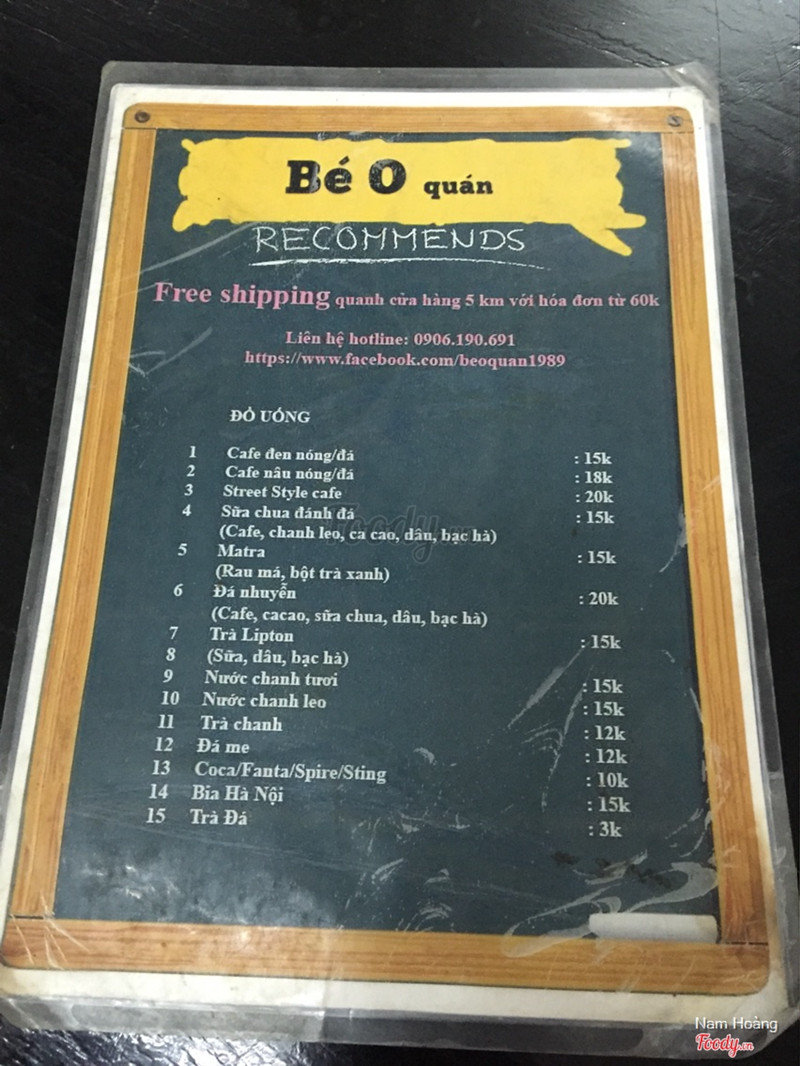 Bé O quán
RECOMMENDS
Free shipping quanh cửa hàng 5 km với hóa đơn từ 60k
Liên hệ hotline: 0906.190.691
https://www.facebook.com/beoquan1989
ĐỒ UỐNG
1 Cafe đen nóng/đá : 15k
2 Cafe nâu nóng/đá : 18k
3 Street Style cafe : 20k
4 Sữa chua đánh đá : 15k
(Cafe, chanh leo, ca cao, dâu, bạc hà)
5 Matra : 15k
(Rau má, bột trà xanh)
6 Đá nhuyễn : 20k
(Cafe, cacao, sữa chua, dâu, bạc hà)
7 Trà Lipton : 15k
8 (Sữa, dâu, bạc hà)
9 Nước chanh tươi : 15k
10 Nước chanh leo : 15k
11 Trà chanh : 12k
12 Đá me : 12k
13 Coca/Fanta/Spire/Sting : 10k
14 Bia Hà Nội : 15k
15 Trà Đá : 3k
Foody.vn
Nam Hoàng
Foody.vn